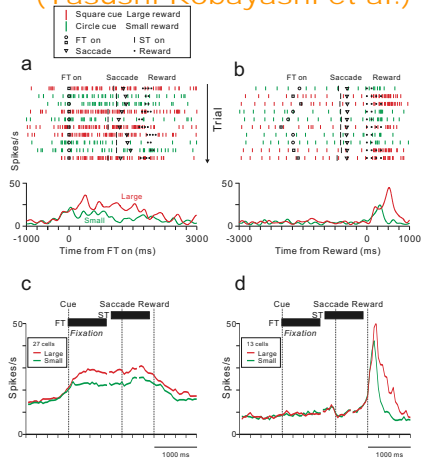 (Yasushi Kobayashi et al.)
Square cue Large reward
Circle cue Small reward
FT on ST on
Saccade Reward
a
FT on Saccade Reward
b
FT on Saccade Reward
Trial
Spikes/s
50
0
Large
Small
-1000 0 3000
Time from FT on (ms)
50
0
-3000 0 1000
Time from Reward (ms)
c
Cue Saccade Reward
ST
FT
Fixation
50
27 cells
Large
Small
Spikes/s
0
1000 ms
d
Cue Saccade Reward
ST
FT
Fixation
50
13 cells
Large
Small
Spikes/s
0
1000 ms